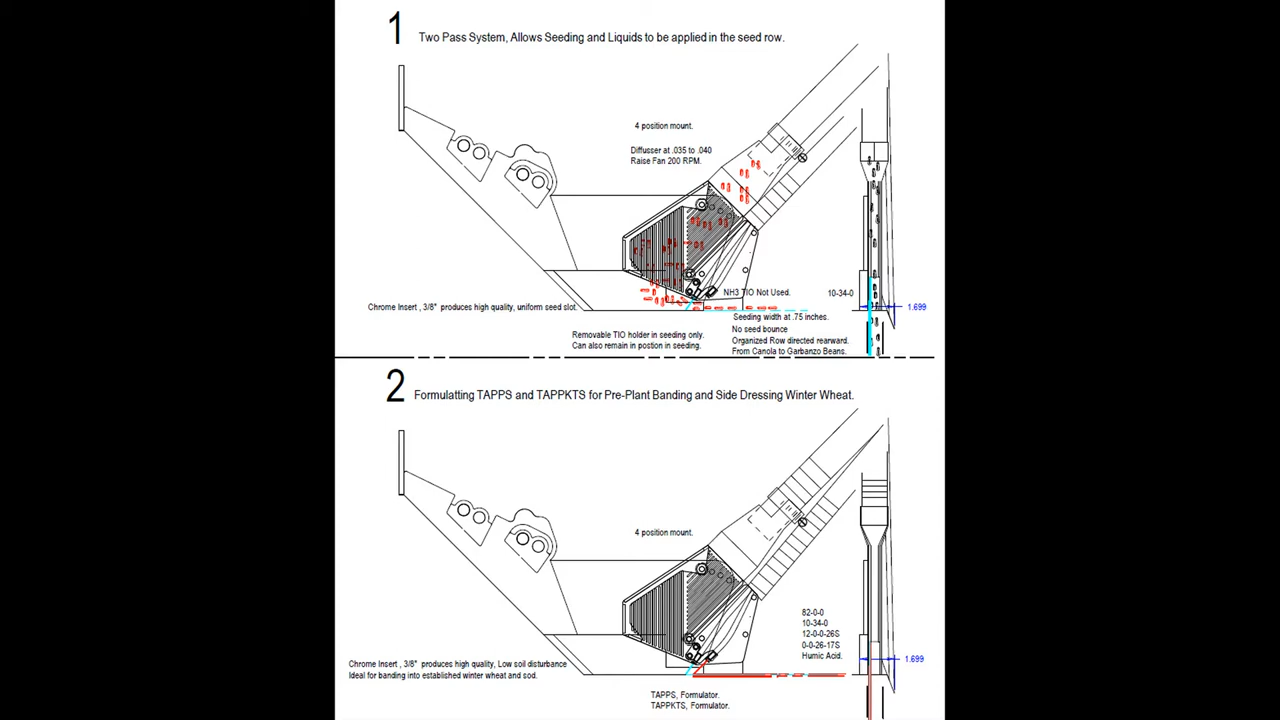 1
Two Pass System, Allows Seeding and Liquids to be applied in the seed row.
4 position mount.
Diffusser at .035 to .040
Raise Fan 200 RPM.
NH3 TIO Not Used.
10-34-0
Chrome Insert , 3/8" produces high quality, uniform seed slot.
1.699
Seeding width at .75 inches.
No seed bounce
Organized Row directed rearward.
From Canola to Garbanzo Beans.
Removable TIO holder in seeding only.
Can also remain in postion in seeding.
2
Formulatting TAPPS and TAPPKTS for Pre-Plant Banding and Side Dressing Winter Wheat.
4 position mount.
82-0-0
10-34-0
12-0-0-26S
0-0-26-17S
Humic Acid.
1.699
Chrome Insert , 3/8" produces high quality, Low soil disturbance
Ideal for banding into established winter wheat and sod.
TAPPS, Formulator.
TAPPKTS, Formulator.